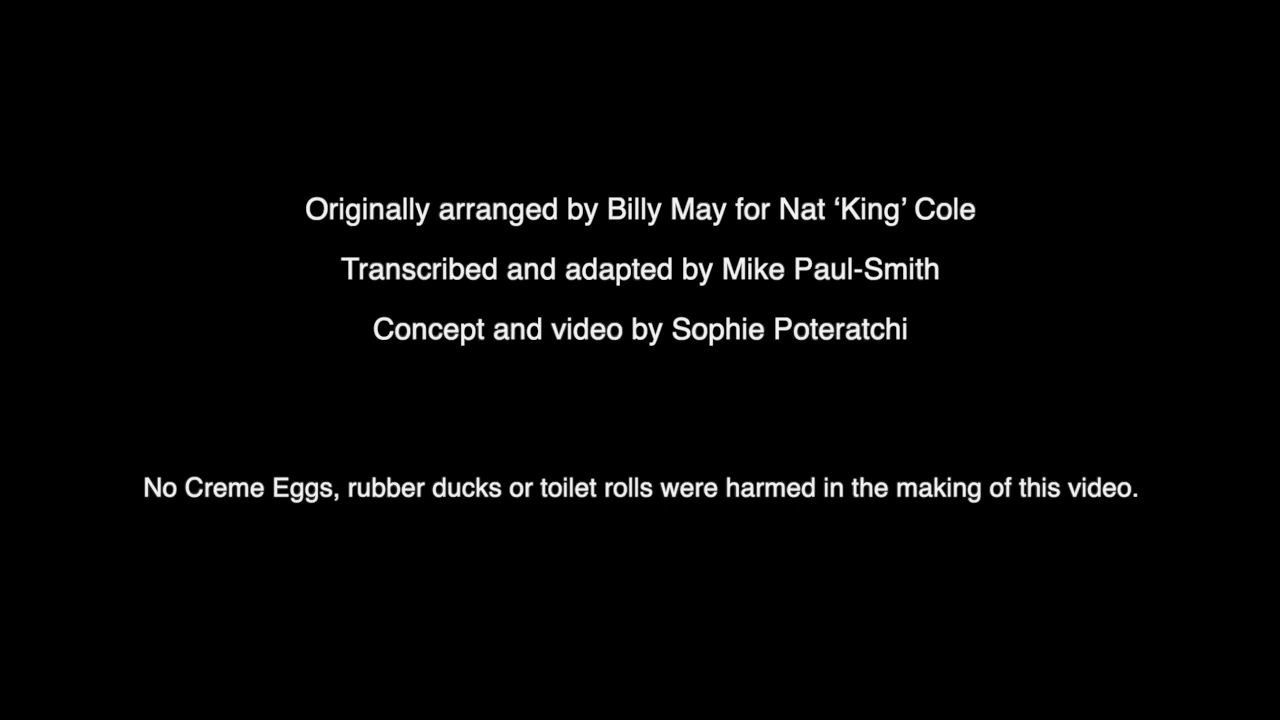 Originally arranged by Billy May for Nat ‘King’ Cole
Transcribed and adapted by Mike Paul-Smith
Concept and video by Sophie Poteratchi
No Creme Eggs, rubber ducks or toilet rolls were harmed in the making of this video.